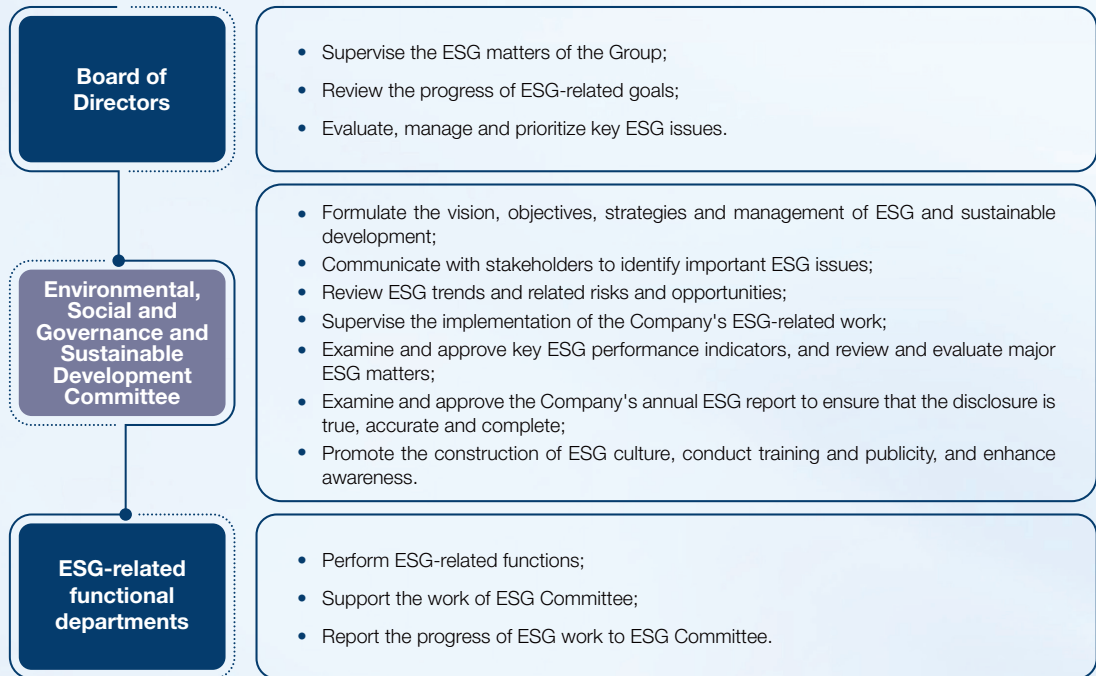 Board of
Directors
• Supervise the ESG matters of the Group;
• Review the progress of ESG-related goals;
• Evaluate, manage and prioritize key ESG issues.
Environmental,
Social and
Governance and
Sustainable
Development
Committee
• Formulate the vision, objectives, strategies and management of ESG and sustainable
development;
• Communicate with stakeholders to identify important ESG issues;
• Review ESG trends and related risks and opportunities;
• Supervise the implementation of the Company's ESG-related work;
• Examine and approve key ESG performance indicators, and review and evaluate major
ESG matters;
• Examine and approve the Company's annual ESG report to ensure that the disclosure is
true, accurate and complete;
• Promote the construction of ESG culture, conduct training and publicity, and enhance
awareness.
ESG-related
functional
departments
• Perform ESG-related functions;
• Support the work of ESG Committee;
• Report the progress of ESG work to ESG Committee.